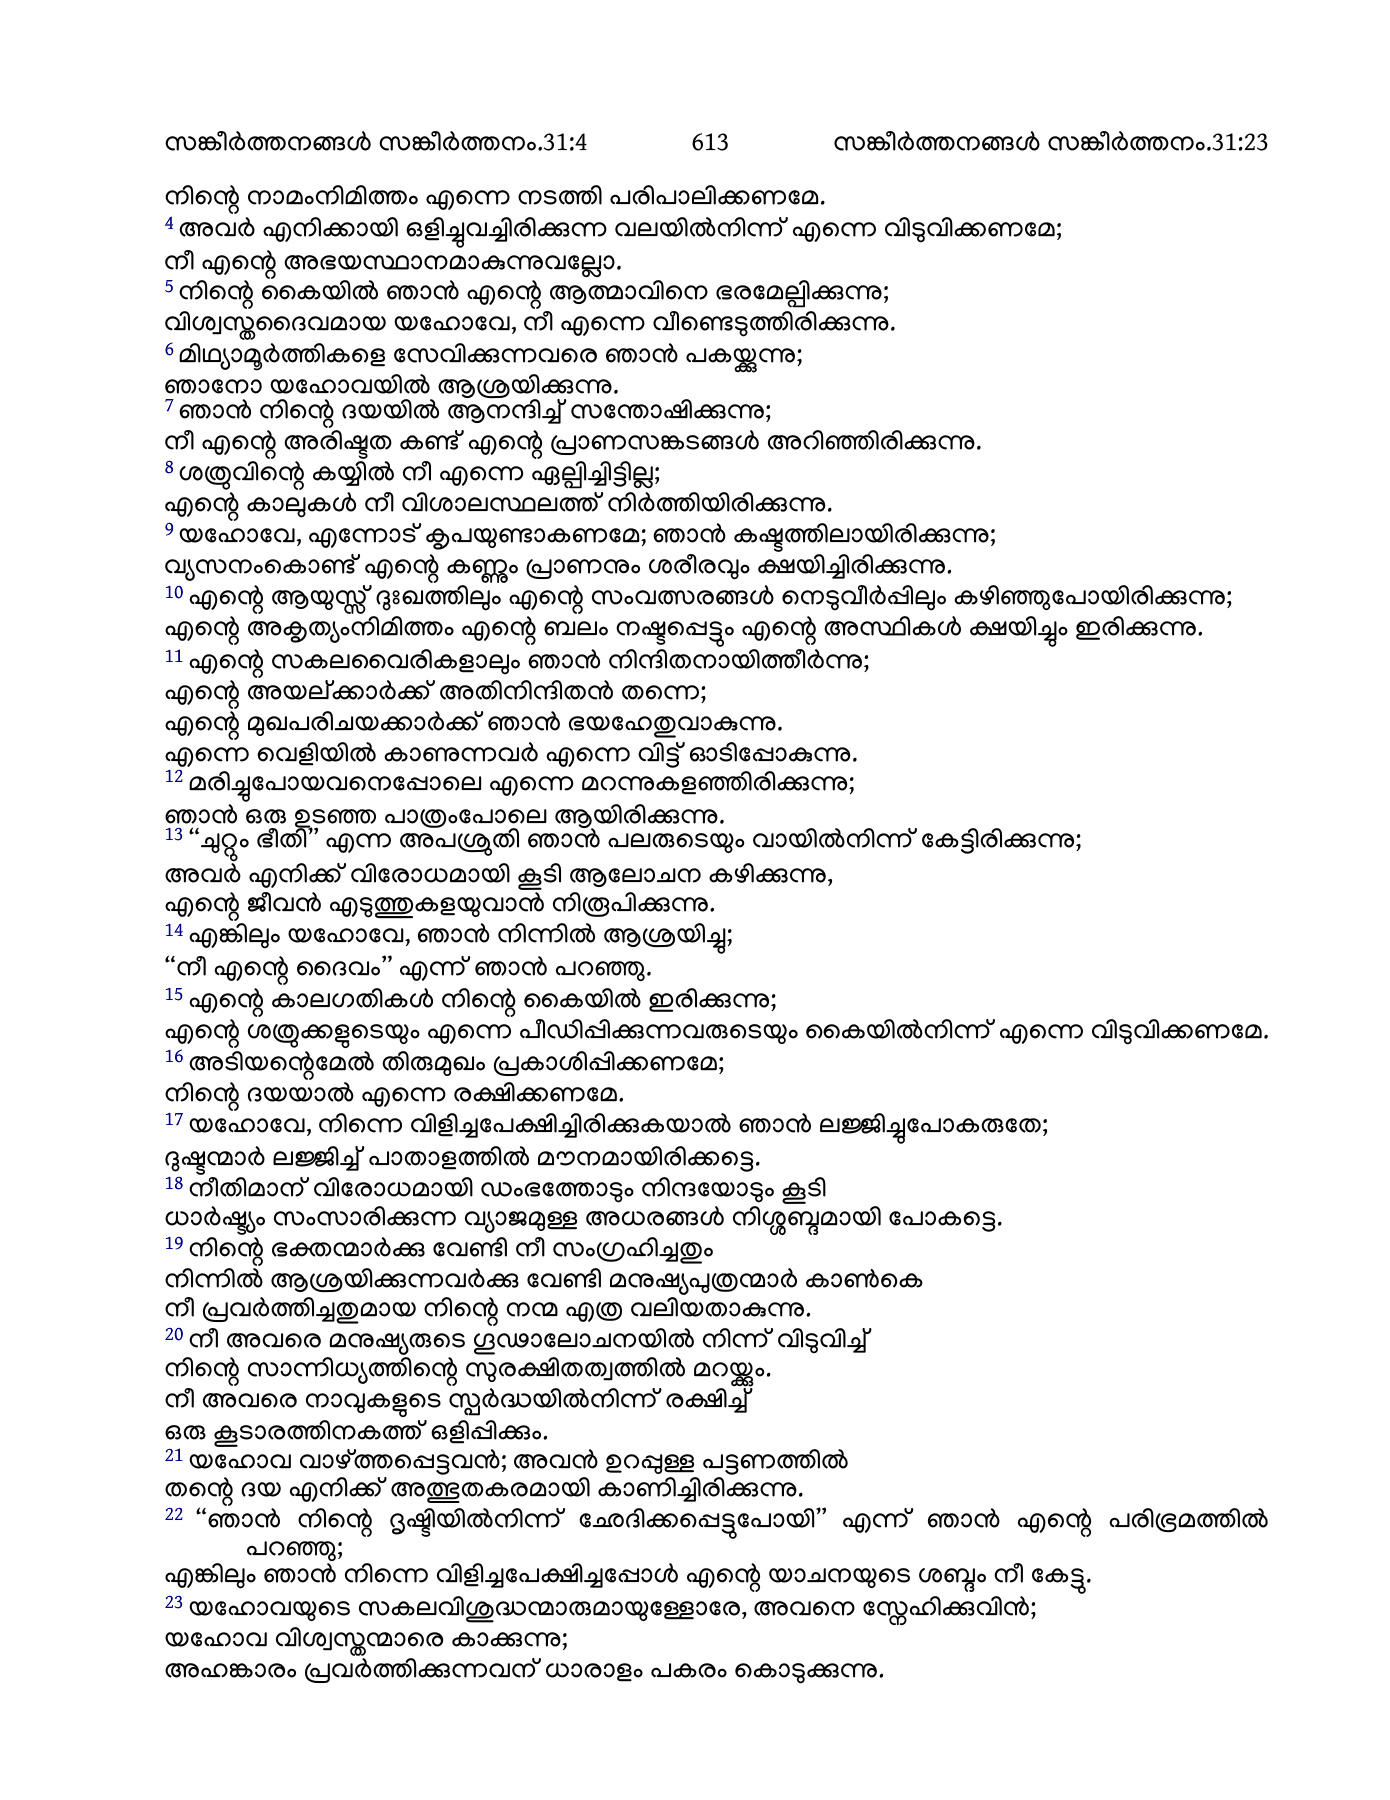 സങ്കീർത്തനങ്ങൾ സങ്കീർത്തനം.31:4 613 സങ്കീർത്തനങ്ങൾ സങ്കീർത്തനം.31:23
നിന്റെ നാമംനിമിത്തം എന്നെ നടത്തി പരിപാലിക്കണമേ.
4 അവർ എനിക്കായി ഒളിച്ചുവച്ചിരിക്കുന്ന വലയിൽനിന്ന് എന്നെ വിടുവിക്കണമേ;
നീ എന്റെ അഭയസ്ഥാനമാകുന്നുവല്ലോ.
5 നിന്റെ കൈയിൽ ഞാൻ എന്റെ ആത്മാവിനെ ഭരമേല്പിക്കുന്നു;
വിശ്വസ്തദൈവമായ യഹോവേ, നീ എന്നെ വീണ്ടെടുത്തിരിക്കുന്നു.
6 മിഥ്യാമൂർത്തികളെ സേവിക്കുന്നവരെ ഞാൻ പകയ്ക്കുന്നു;
ഞാനോ യഹോവയിൽ ആശ്രയിക്കുന്നു.
7 ഞാൻ നിന്റെ ദയയിൽ ആനന്ദിച്ച് സന്തോഷിക്കുന്നു;
നീ എന്റെ അരിഷ്ടത കണ്ട് എന്റെ പ്രാണസങ്കടങ്ങൾ അറിഞ്ഞിരിക്കുന്നു.
8 ശത്രുവിന്റെ കയ്യിൽ നീ എന്നെ ഏല്പിച്ചിട്ടില്ല;
എന്റെ കാലുകൾ നീ വിശാലസ്ഥലത്ത് നിർത്തിയിരിക്കുന്നു.
9 യഹോവേ, എന്നോട് കൃപയുണ്ടാകണമേ; ഞാൻ കഷ്ടത്തിലായിരിക്കുന്നു;
വ്യസനംകൊണ്ട് എന്റെ കണ്ണും പ്രാണനും ശരീരവും ക്ഷയിച്ചിരിക്കുന്നു.
10 എന്റെ ആയുസ്സ് ദുഃഖത്തിലും എന്റെ സംവത്സരങ്ങൾ നെടുവീർപ്പിലും കഴിഞ്ഞുപോയിരിക്കുന്നു;
എന്റെ അകൃത്യംനിമിത്തം എന്റെ ബലം നഷ്ടപ്പെട്ടും എന്റെ അസ്ഥികൾ ക്ഷയിച്ചും ഇരിക്കുന്നു.
11 എന്റെ സകലവൈരികളാലും ഞാൻ നിന്ദിതനായിത്തീർന്നു;
എന്റെ അയല്ക്കാർക്ക് അതിനിന്ദിതൻ തന്നെ;
എന്റെ മുഖപരിചയക്കാർക്ക് ഞാൻ ഭയഹേതുവാകുന്നു.
എന്നെ വെളിയിൽ കാണുന്നവർ എന്നെ വിട്ട് ഓടിപ്പോകുന്നു.
12 മരിച്ചുപോയവനെപ്പോലെ എന്നെ മറന്നുകളഞ്ഞിരിക്കുന്നു;
ഞാൻ ഒരു ഉടഞ്ഞ പാത്രംപോലെ ആയിരിക്കുന്നു.
13 “ചുറ്റും ഭീതി” എന്ന അപശ്രുതി ഞാൻ പലരുടെയും വായിൽനിന്ന് കേട്ടിരിക്കുന്നു;
അവർ എനിക്ക് വിരോധമായി കൂടി ആലോചന കഴിക്കുന്നു,
എന്റെ ജീവൻ എടുത്തുകളയുവാൻ നിരൂപിക്കുന്നു.
14 എങ്കിലും യഹോവേ, ഞാൻ നിന്നിൽ ആശ്രയിച്ചു;
“നീ എന്റെ ദൈവം” എന്ന് ഞാൻ പറഞ്ഞു.
15 എന്റെ കാലഗതികൾ നിന്റെ കൈയിൽ ഇരിക്കുന്നു;
എന്റെ ശത്രുക്കളുടെയും എന്നെ പീഡിപ്പിക്കുന്നവരുടെയും കൈയിൽനിന്ന് എന്നെ വിടുവിക്കണമേ.
16 അടിയന്റെമേൽ തിരുമുഖം പ്രകാശിപ്പിക്കണമേ;
നിന്റെ ദയയാൽ എന്നെ രക്ഷിക്കണമേ.
17 യഹോവേ, നിന്നെ വിളിച്ചപേക്ഷിച്ചിരിക്കുകയാൽ ഞാൻ ലജ്ജിച്ചുപോകരുതേ;
ദുഷ്ടന്മാർ ലജ്ജിച്ച് പാതാളത്തിൽ മൗനമായിരിക്കട്ടെ.
18 നീതിമാന് വിരോധമായി ഡംഭത്തോടും നിന്ദയോടും കൂടി
ധാർഷ്ട്യം സംസാരിക്കുന്ന വ്യാജമുള്ള അധരങ്ങൾ നിശ്ശബ്ദമായി പോകട്ടെ.
19 നിന്റെ ഭക്തന്മാർക്കു വേണ്ടി നീ സംഗ്രഹിച്ചതും
നിന്നിൽ ആശ്രയിക്കുന്നവർക്കു വേണ്ടി മനുഷ്യപുത്രന്മാർ കാൺകെ
നീ പ്രവർത്തിച്ചതുമായ നിന്റെ നന്മ എത്ര വലിയതാകുന്നു.
20 നീ അവരെ മനുഷ്യരുടെ ഗൂഢാലോചനയിൽ നിന്ന് വിടുവിച്ച്
നിന്റെ സാന്നിധ്യത്തിന്റെ സുരക്ഷിതത്വത്തിൽ മറയ്ക്കും.
നീ അവരെ നാവുകളുടെ സ്പർദ്ധയിൽനിന്ന് രക്ഷിച്ച്
ഒരു കൂടാരത്തിനകത്ത് ഒളിപ്പിക്കും.
21 യഹോവ വാഴ്ത്തപ്പെട്ടവൻ; അവൻ ഉറപ്പുള്ള പട്ടണത്തിൽ
തന്റെ ദയ എനിക്ക് അത്ഭുതകരമായി കാണിച്ചിരിക്കുന്നു.
22 “ഞാൻ നിന്റെ ദൃഷ്ടിയിൽനിന്ന് ഛേദിക്കപ്പെട്ടുപോയി” എന്ന് ഞാൻ എന്റെ പരിഭ്രമത്തിൽ
പറഞ്ഞു;
എങ്കിലും ഞാൻ നിന്നെ വിളിച്ചപേക്ഷിച്ചപ്പോൾ എന്റെ യാചനയുടെ ശബ്ദം നീ കേട്ടു.
23 യഹോവയുടെ സകലവിശുദ്ധന്മാരുമായുള്ളോരേ, അവനെ സ്നേഹിക്കുവിൻ;
യഹോവ വിശ്വസ്തന്മാരെ കാക്കുന്നു;
അഹങ്കാരം പ്രവർത്തിക്കുന്നവന് ധാരാളം പകരം കൊടുക്കുന്നു.